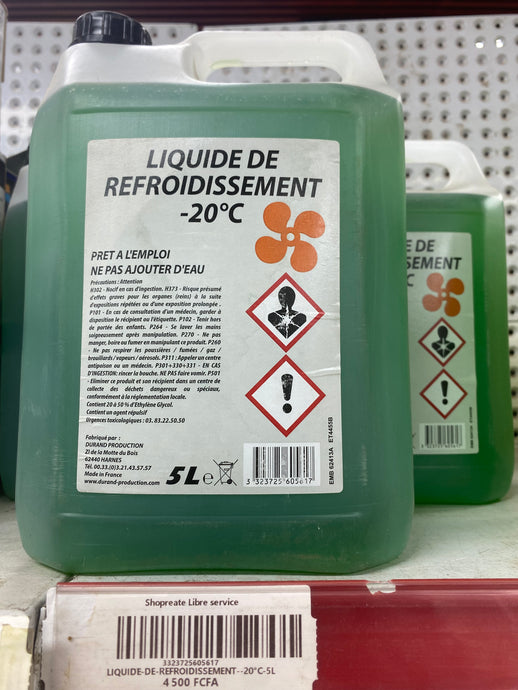 LIQUIDE DE
REFROIDISSEMENT
-20°C
PRET A L'EMPLOI
NE PAS AJOUTER D'EAU
Précautions : Attention
H302 - Nocif en cas d'ingestion. H373 - Risque présumé
d'effets graves pour les organes (reins) à la suite
d'expositions répétées ou d'une exposition prolongée .
P101 - En cas de consultation d'un médecin, garder à
disposition le récipient ou l'étiquette. P102 - Tenir hors
de portée des enfants. P264 - Se laver les mains
soigneusement après manipulation. P270 - Ne pas
manger, boire ou fumer en manipulant ce produit. P260
- Ne pas respirer les poussières / fumées / gaz /
brouillards/vapeurs/aérosols. P311 : Appeler un centre
antipoison ou un médecin. P301+330+331 - EN CAS
D'INGESTION: rincer la bouche. NE PAS faire vomir. P501
- Eliminer ce produit et son récipient dans un centre de
collecte des déchets dangereux ou spéciaux,
conformément à la réglementation locale.
Contient 20 à 50 % d'Ethylène Glycol.
Contient un agent répulsif
Urgences toxicologiques : 03. 83.22.50.50
Fabriqué par :
DURAND PRODUCTION
ZI de la Motte du Bois
62440 HARNES
Tél. 00.33.(0)3.21.43.57.57
Made in France
www.durand-production.com
5L e
3 323725 605617
EMB 62413A ET4455B
DE DE
SEMENT
°C
Shopreate Libre service
3323725605617
LIQUIDE-DE-REFROIDISSEMENT--20°C-5L
4 500 FCFA